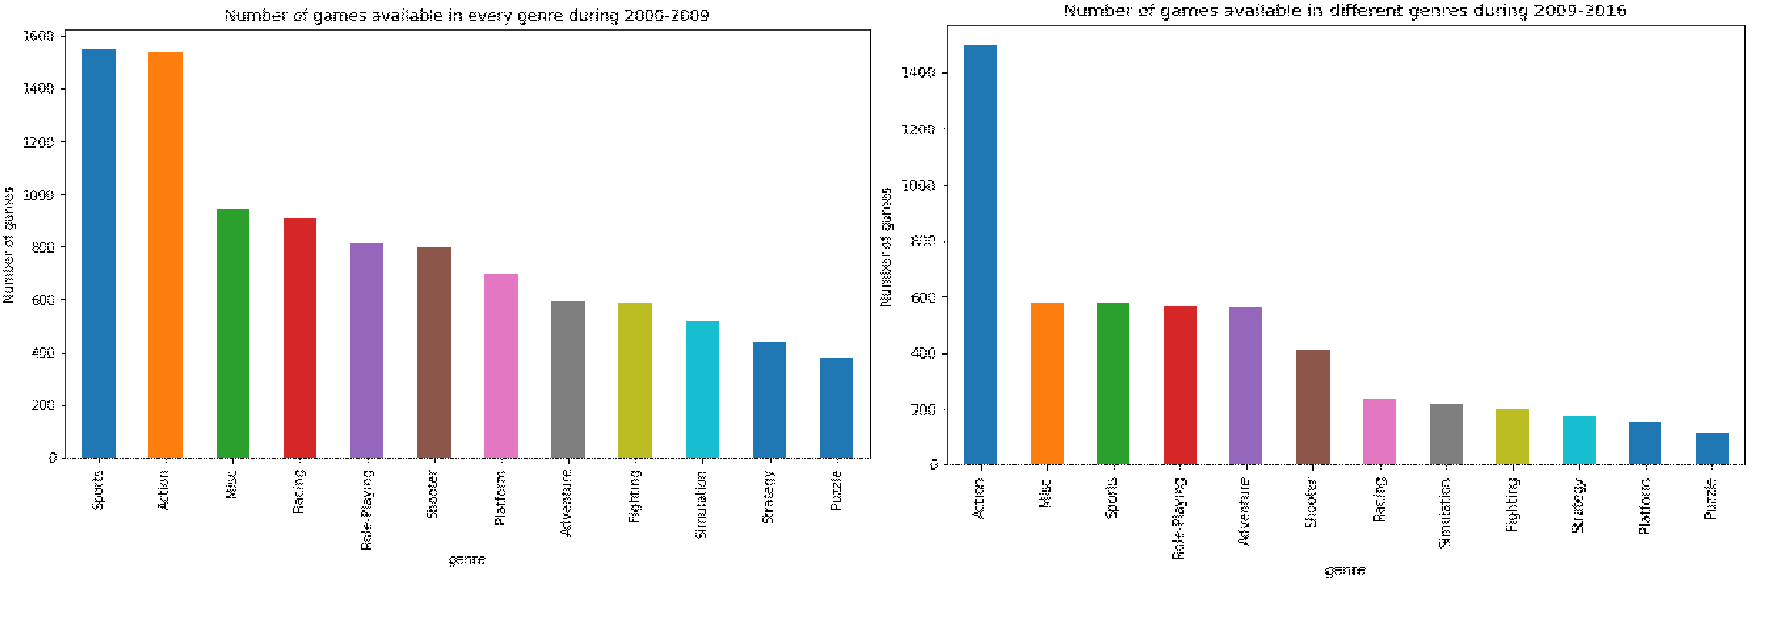 Number of games available in every genre during 2000-2009
1600
1400
1200
1000
800
600
400
200
0
Number of games
Sports
Action
Misc
Racing
Role-Playing
Shooter
Platform
Adventure
Fighting
Simulation
Strategy
Puzzle
genre
Number of games available in different genres during 2009-2016
1400
1200
1000
800
600
400
200
0
Number of games
Action
Misc
Sports
Role-Playing
Adventure
Shooter
Racing
Simulation
Fighting
Strategy
Platform
Puzzle
genre